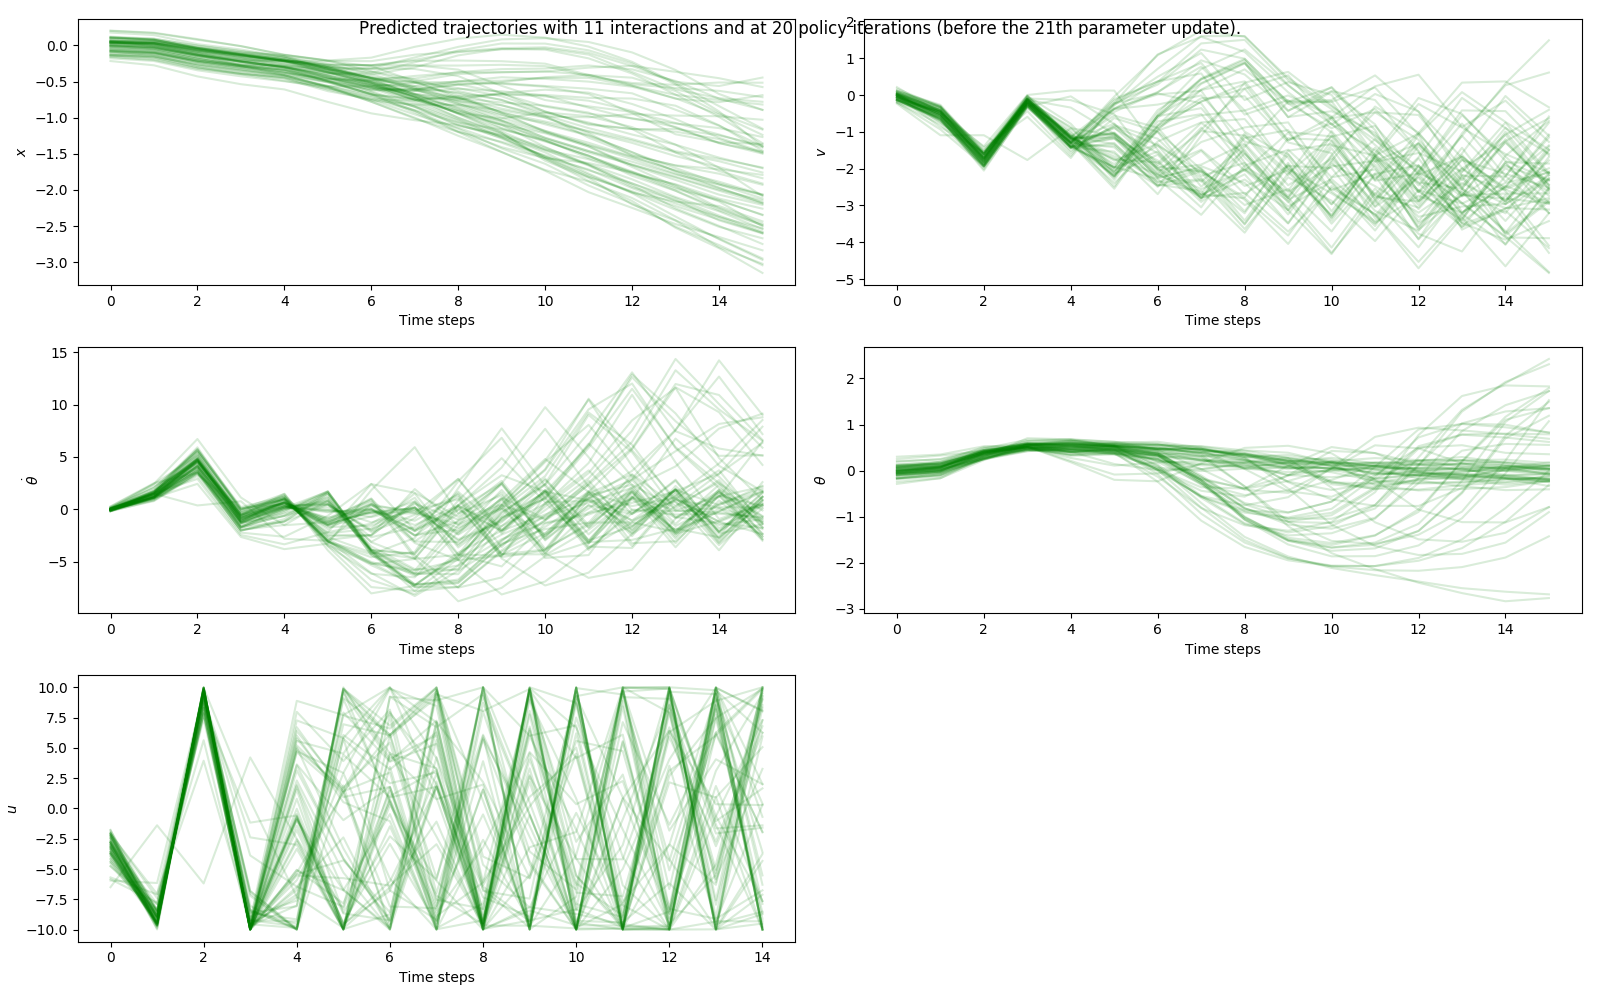 Predicted trajectories with 11 interactions and at 20 policy iterations (before the 21th parameter update).
0.0
−0.5
−1.0
−1.5
−2.0
−2.5
−3.0
x
0 2 4 6 8 10 12 14
Time steps
2
1
0
−1
−2
−3
−4
−5
v
0 2 4 6 8 10 12 14
Time steps
15
10
5
0
−5
θ̇
0 2 4 6 8 10 12 14
Time steps
2
1
0
−1
−2
−3
θ
0 2 4 6 8 10 12 14
Time steps
10.0
7.5
5.0
2.5
0.0
−2.5
−5.0
−7.5
−10.0
u
0 2 4 6 8 10 12 14
Time steps